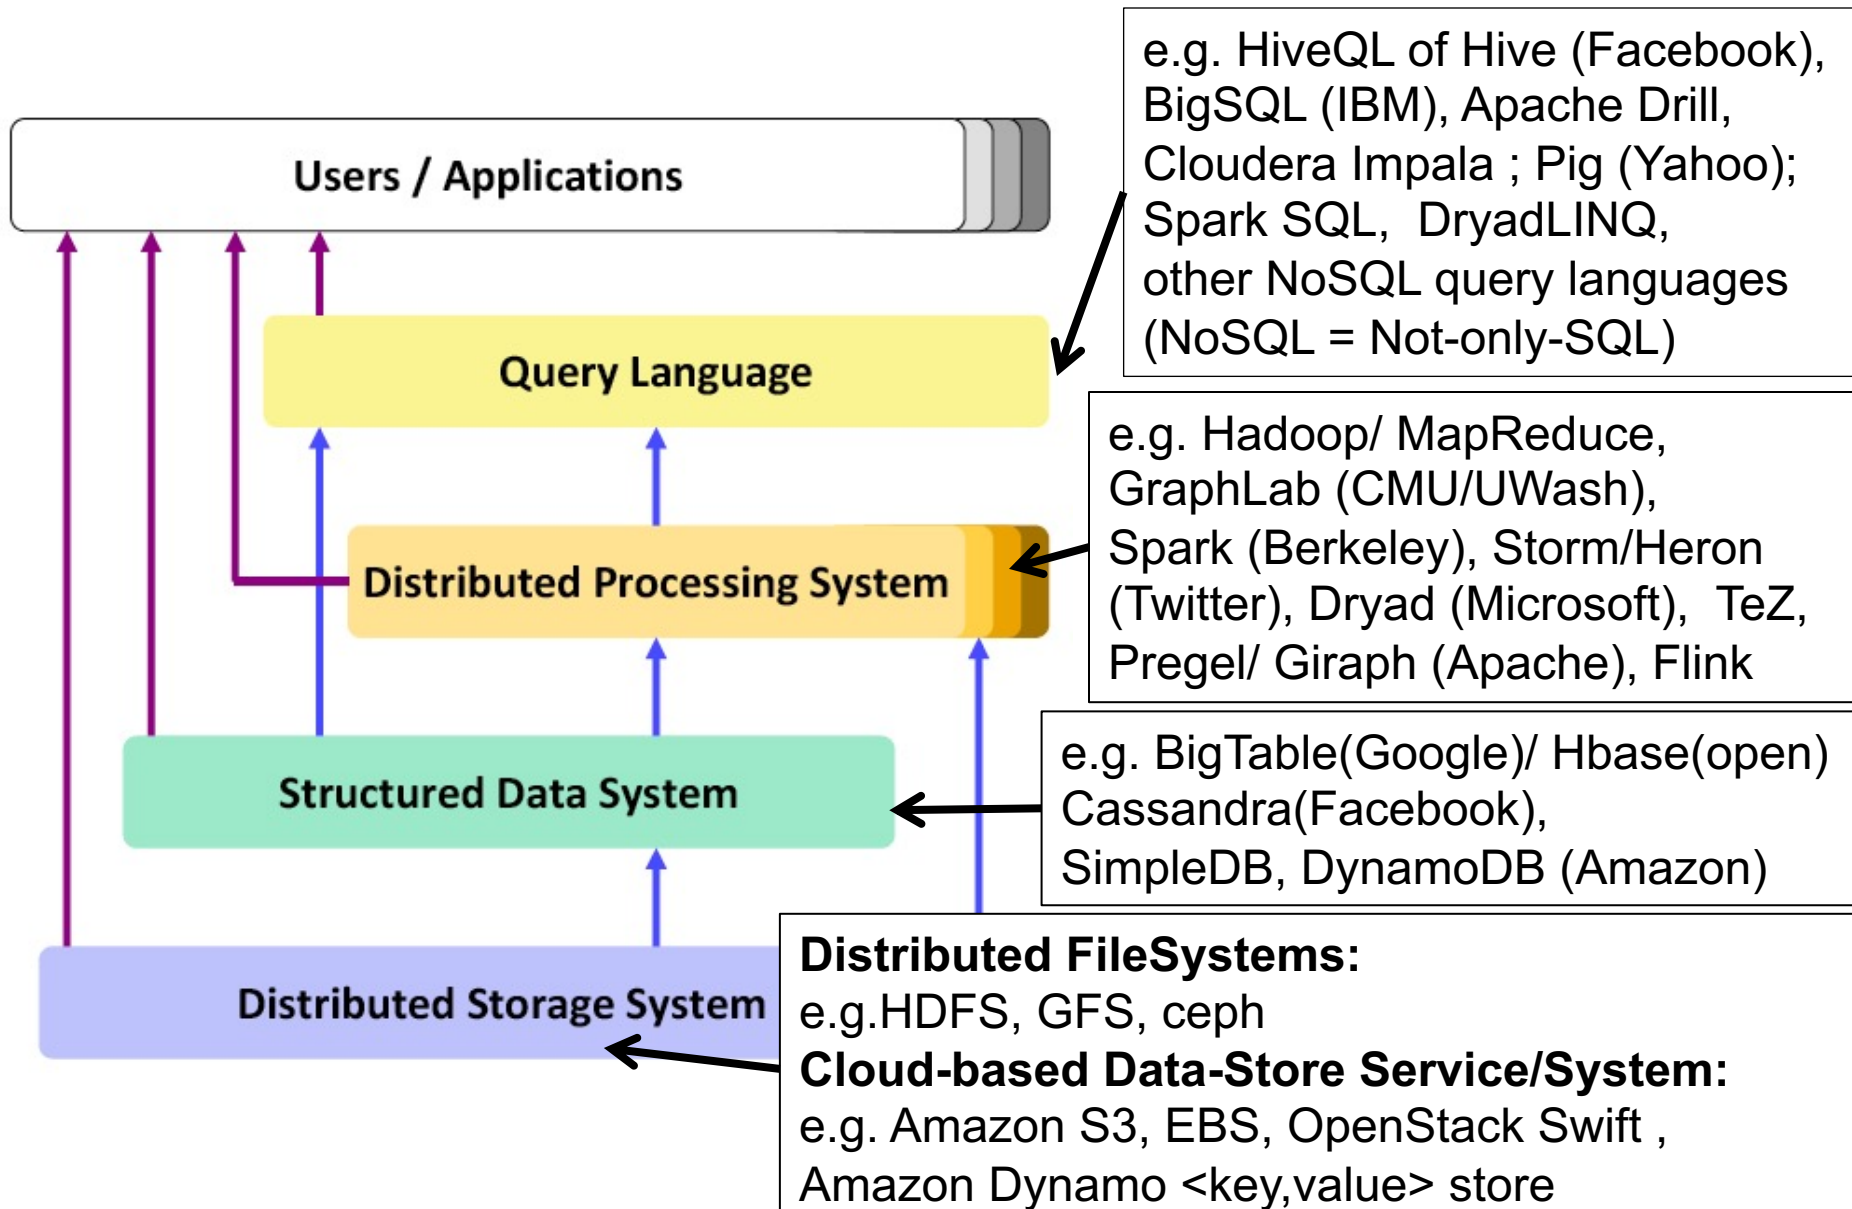 Users / Applications
Query Language
Distributed Processing System
Structured Data System
Distributed Storage System
e.g. HiveQL of Hive (Facebook),
BigSQL (IBM), Apache Drill,
Cloudera Impala ; Pig (Yahoo);
Spark SQL, DryadLINQ,
other NoSQL query languages
(NoSQL = Not-only-SQL)
e.g. Hadoop/ MapReduce,
GraphLab (CMU/UWash),
Spark (Berkeley), Storm/Heron
(Twitter), Dryad (Microsoft), TeZ,
Pregel/ Giraph (Apache), Flink
e.g. BigTable(Google)/ Hbase(open)
Cassandra(Facebook),
SimpleDB, DynamoDB (Amazon)
Distributed FileSystems:
e.g.HDFS, GFS, ceph
Cloud-based Data-Store Service/System:
e.g. Amazon S3, EBS, OpenStack Swift ,
Amazon Dynamo <key,value> store